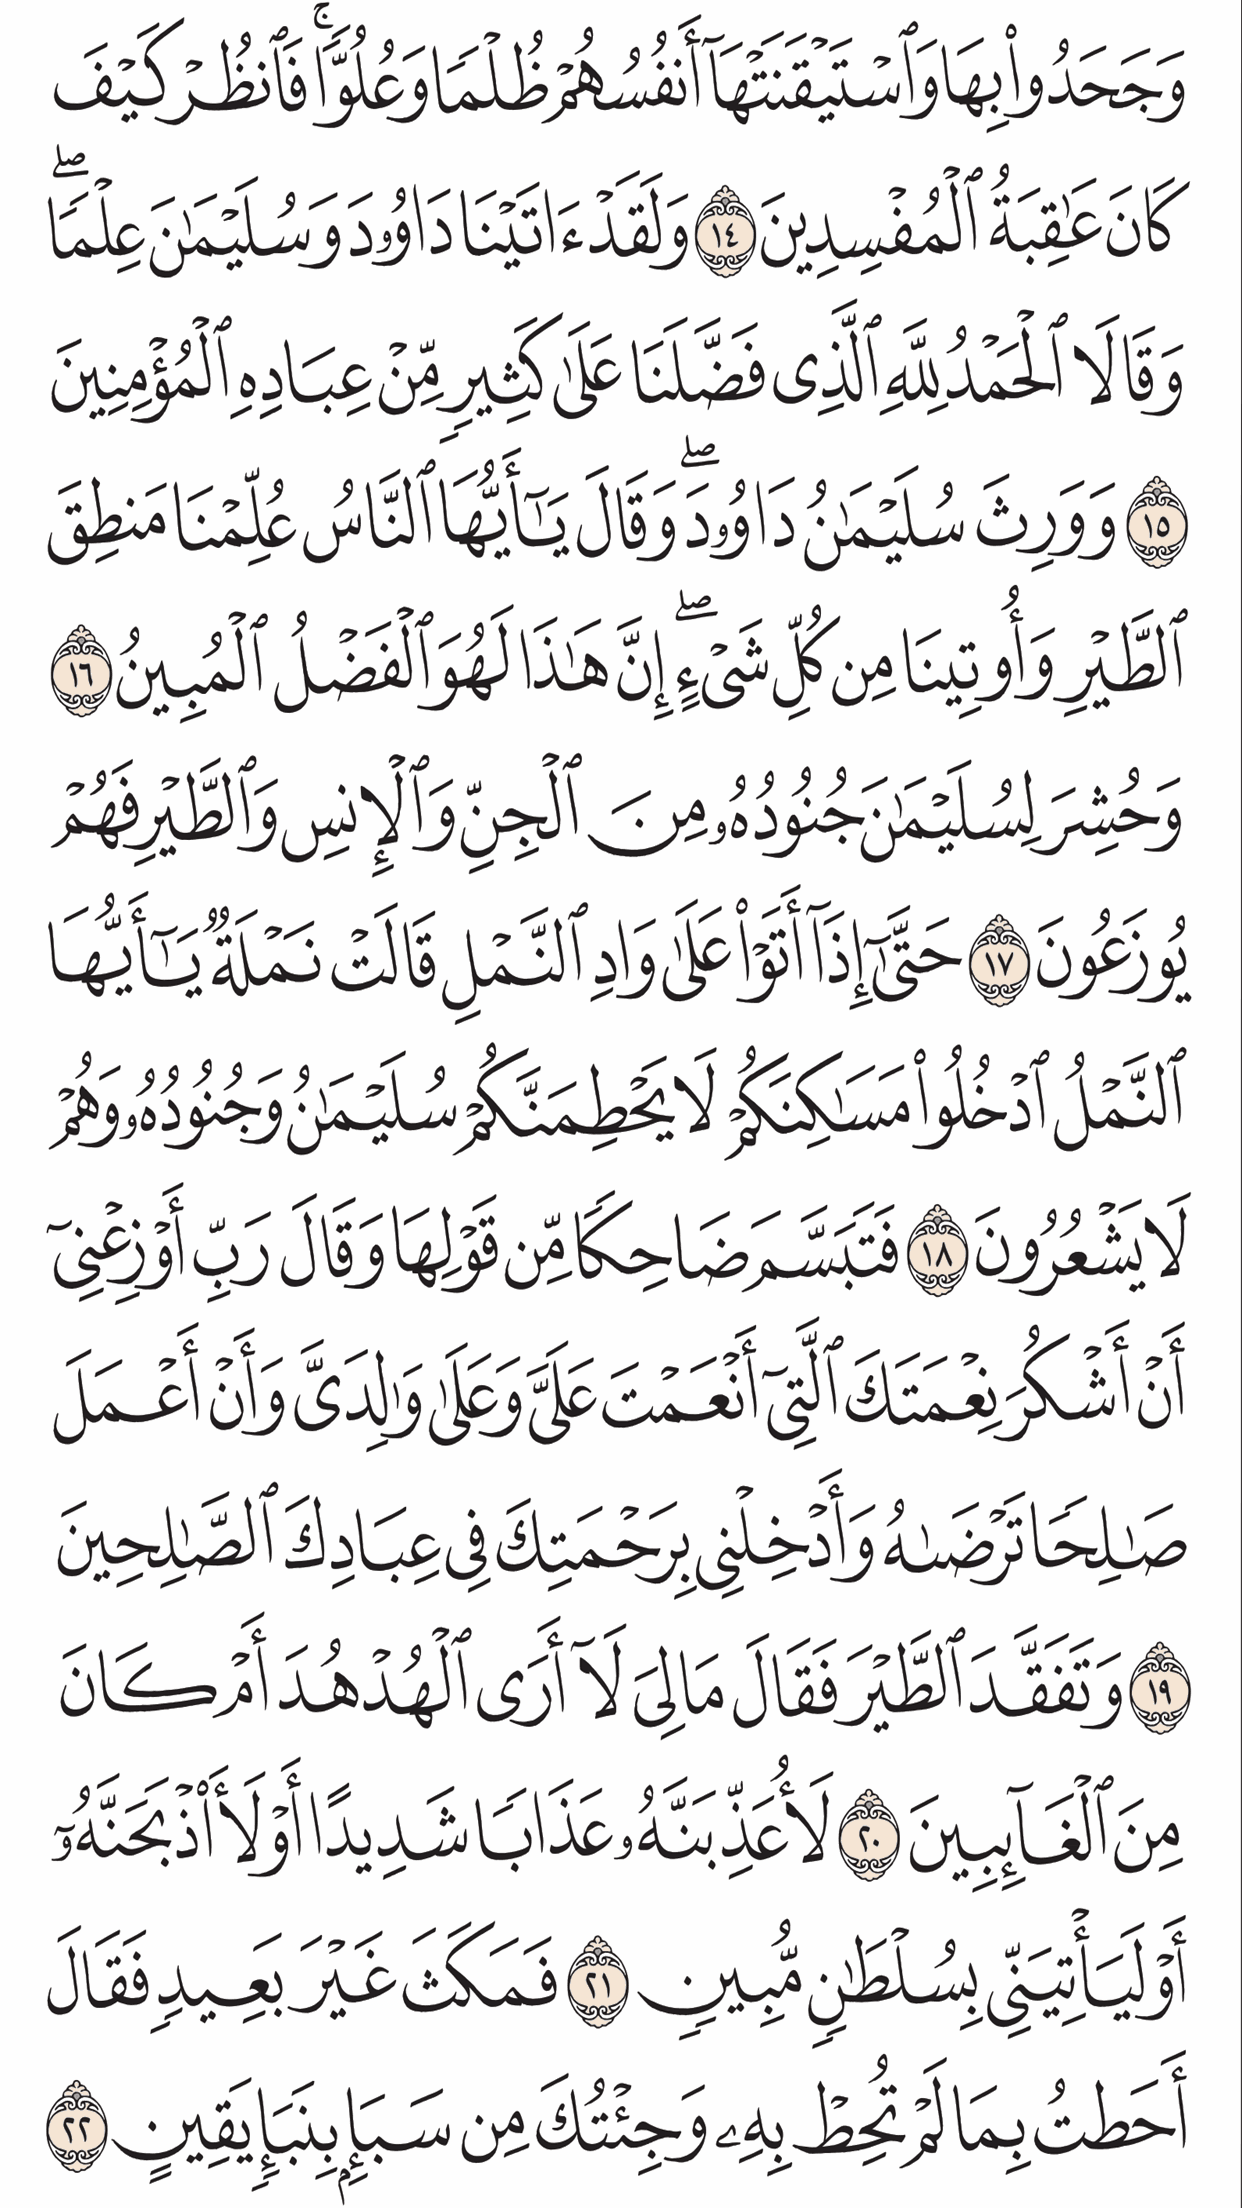 وَجَحَدُوا۟ بِهَا وَٱسْتَيْقَنَتْهَآ أَنفُسُهُمْ ظُلْمًا وَعُلُوًّا ۚ فَٱنظُرْ كَيْفَ
كَانَ عَـٰقِبَةُ ٱلْمُفْسِدِينَ ١٤ وَلَقَدْ ءَاتَيْنَا دَاوُۥدَ وَسُلَيْمَـٰنَ عِلْمًا ۖ
وَقَالَا ٱلْحَمْدُ لِلَّهِ ٱلَّذِى فَضَّلَنَا عَلَىٰ كَثِيرٍ مِّنْ عِبَادِهِ ٱلْمُؤْمِنِينَ
١٥ وَوَرِثَ سُلَيْمَـٰنُ دَاوُۥدَ ۖ وَقَالَ يَـٰٓأَيُّهَا ٱلنَّاسُ عُلِّمْنَا مَنطِقَ
ٱلطَّيْرِ وَأُوتِينَا مِن كُلِّ شَىْءٍ ۖ إِنَّ هَـٰذَا لَهُوَ ٱلْفَضْلُ ٱلْمُبِينُ ١٦
وَحُشِرَ لِسُلَيْمَـٰنَ جُنُودُهُۥ مِنَ ٱلْجِنِّ وَٱلْإِنسِ وَٱلطَّيْرِ فَهُمْ
يُوزَعُونَ ١٧ حَتَّىٰٓ إِذَآ أَتَوْا۟ عَلَىٰ وَادِ ٱلنَّمْلِ قَالَتْ نَمْلَةٌ يَـٰٓأَيُّهَا
ٱلنَّمْلُ ٱدْخُلُوا۟ مَسَـٰكِنَكُمْ لَا يَحْطِمَنَّكُمْ سُلَيْمَـٰنُ وَجُنُودُهُۥ وَهُمْ
لَا يَشْعُرُونَ ١٨ فَتَبَسَّمَ ضَاحِكًا مِّن قَوْلِهَا وَقَالَ رَبِّ أَوْزِعْنِىٓ
أَنْ أَشْكُرَ نِعْمَتَكَ ٱلَّتِىٓ أَنْعَمْتَ عَلَىَّ وَعَلَىٰ وَٰلِدَىَّ وَأَنْ أَعْمَلَ
صَـٰلِحًا تَرْضَىٰهُ وَأَدْخِلْنِى بِرَحْمَتِكَ فِى عِبَادِكَ ٱلصَّـٰلِحِينَ
١٩ وَتَفَقَّدَ ٱلطَّيْرَ فَقَالَ مَا لِىَ لَآ أَرَى ٱلْهُدْهُدَ أَمْ كَانَ
مِنَ ٱلْغَآئِبِينَ ٢٠ لَأُعَذِّبَنَّهُۥ عَذَابًا شَدِيدًا أَوْ لَأَا۟ذْبَحَنَّهُۥٓ
أَوْ لَيَأْتِيَنِّى بِسُلْطَـٰنٍ مُّبِينٍ ٢١ فَمَكَثَ غَيْرَ بَعِيدٍ فَقَالَ
أَحَطتُ بِمَا لَمْ تُحِطْ بِهِۦ وَجِئْتُكَ مِن سَبَإٍۭ بِنَبَإٍ يَقِينٍ ٢٢